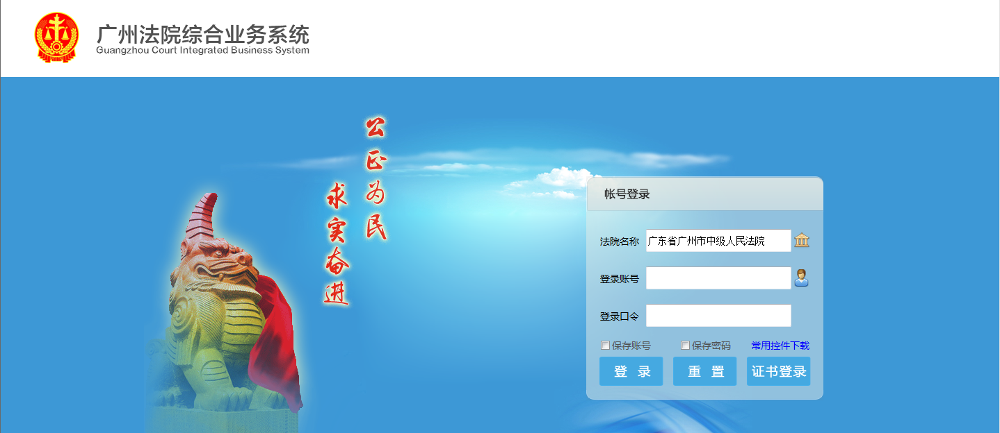 广州法院综合业务系统
Guangzhou Court Integrated Business System
公正为民
求实奋进
帐号登录
法院名称 广东省广州市中级人民法院
登录账号
登录口令
保存账号 保存密码 常用控件下载
登 录 重 置 证书登录